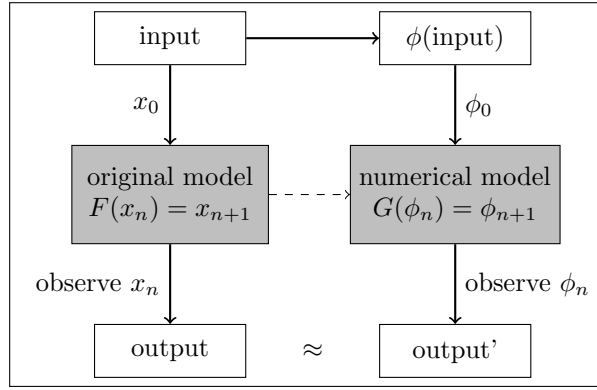 input
ϕ(input)
x₀
ϕ₀
original model
F(xₙ) = xₙ₊₁
numerical model
G(ϕₙ) = ϕₙ₊₁
observe xₙ
observe ϕₙ
output
≈
output'